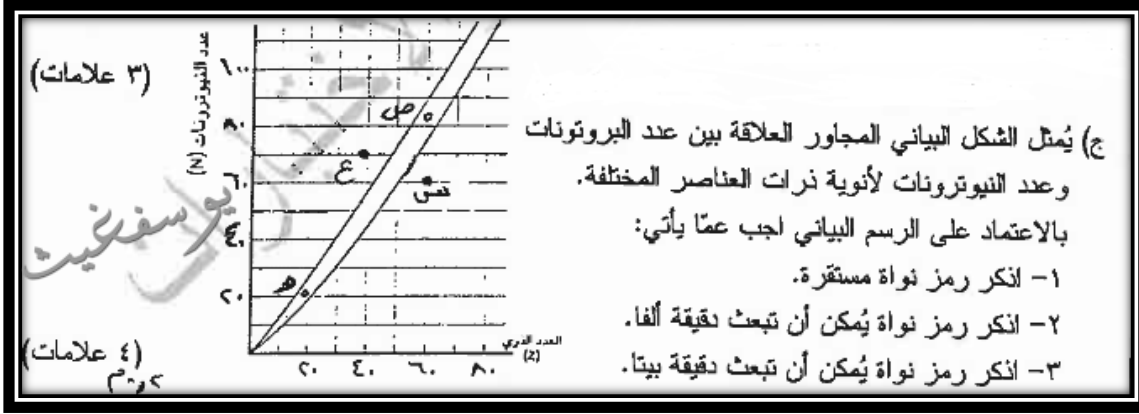 (٣ علامات)
ج) يُمثل الشكل البياني المجاور العلاقة بين عدد البروتونات
وعدد النيوترونات لأنوية ذرات العناصر المختلفة.
بالاعتماد على الرسم البياني اجب عمّا يأتي:
١- اذكر رمز نواة مستقرة.
٢- اذكر رمز نواة يُمكن أن تبعث دقيقة ألفا.
٣- اذكر رمز نواة يُمكن أن تبعث دقيقة بيتا.
عدد النيوترونات (N)
١٠٠
٨٠
٦٠
٤٠
٢٠
ص
ع
س
هـ
٢٠ ٤٠ ٦٠ ٨٠
العدد الذري
(Z)
(٤ علامات)
يوسف غيث